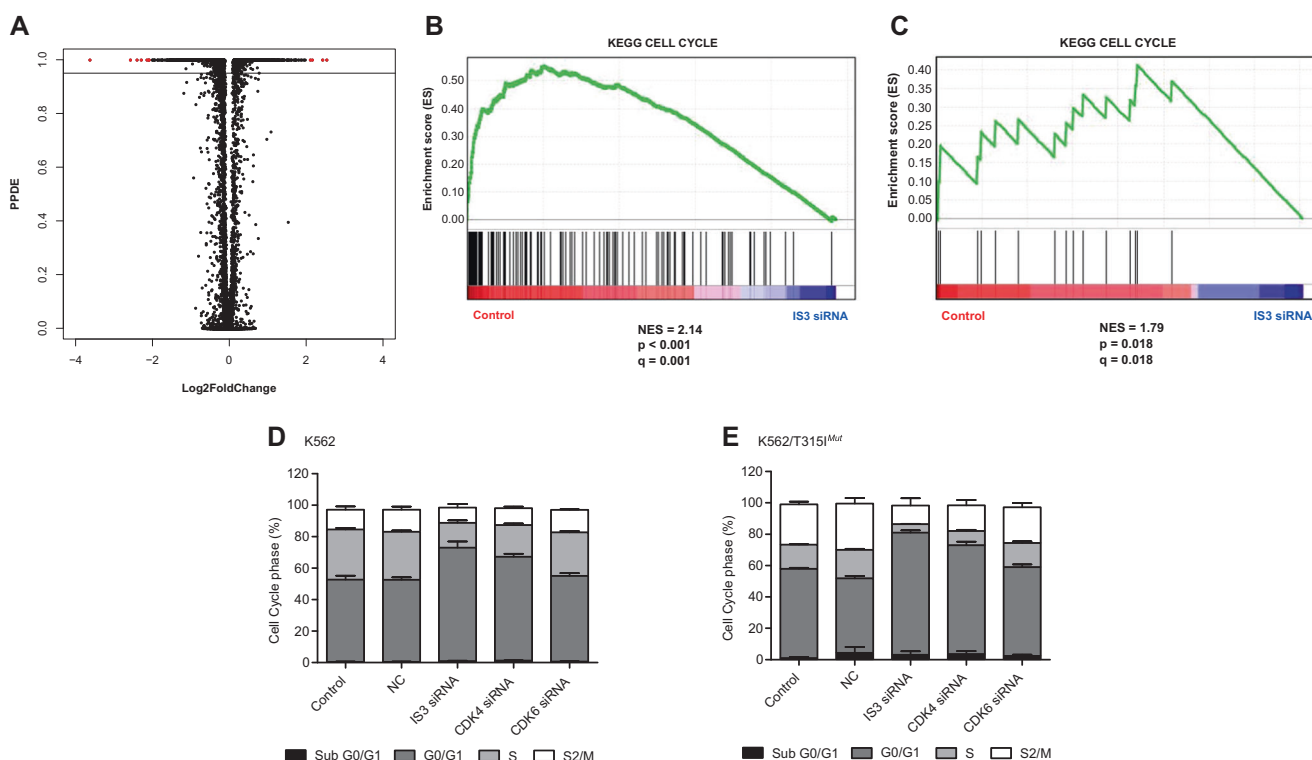 A
PPDE
1.0
0.8
0.6
0.4
0.2
0.0
−4 −2 0 2 4
Log2FoldChange
B
KEGG CELL CYCLE
Enrichment score (ES)
0.50
0.40
0.30
0.20
0.10
0.00
Control IS3 siRNA
NES = 2.14
p < 0.001
q = 0.001
C
KEGG CELL CYCLE
Enrichment score (ES)
0.40
0.35
0.30
0.25
0.20
0.15
0.10
0.05
0.00
Control IS3 siRNA
NES = 1.79
p = 0.018
q = 0.018
D K562
Cell Cycle phase (%)
120
100
80
60
40
20
0
Control NC IS3 siRNA CDK4 siRNA CDK6 siRNA
Sub G0/G1 G0/G1 S S2/M
E K562/T315I Mut
Cell Cycle phase (%)
120
100
80
60
40
20
0
Control NC IS3 siRNA CDK4 siRNA CDK6 siRNA
Sub G0/G1 G0/G1 S S2/M